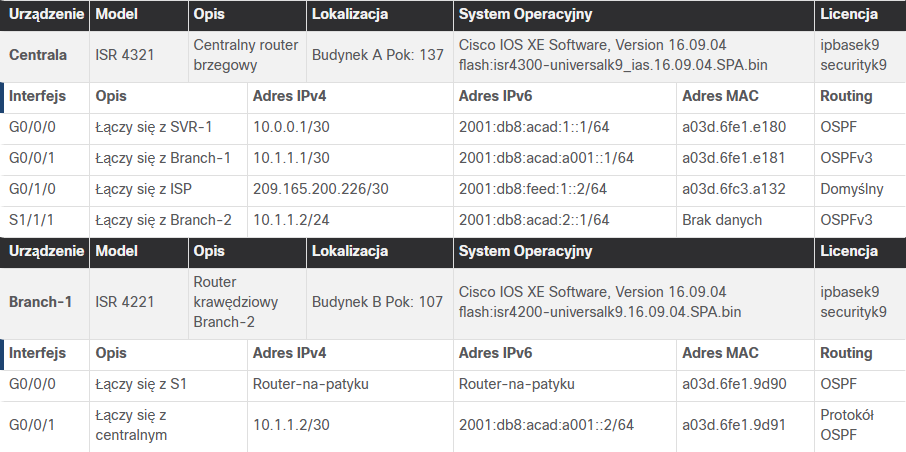 Urządzenie Model Opis Lokalizacja System Operacyjny Licencja
Centrala ISR 4321 Centralny router brzegowy Budynek A Pok: 137 Cisco IOS XE Software, Version 16.09.04 flash:isr4300-universalk9_ias.16.09.04.SPA.bin ipbasek9 securityk9
Interfejs Opis Adres IPv4 Adres IPv6 Adres MAC Routing
G0/0/0 Łączy się z SVR-1 10.0.0.1/30 2001:db8:acad:1::1/64 a03d.6fe1.e180 OSPF
G0/0/1 Łączy się z Branch-1 10.1.1.1/30 2001:db8:acad:a001::1/64 a03d.6fe1.e181 OSPFv3
G0/1/0 Łączy się z ISP 209.165.200.226/30 2001:db8:feed:1::2/64 a03d.6fc3.a132 Domyślny
S1/1/1 Łączy się z Branch-2 10.1.1.2/24 2001:db8:acad:2::1/64 Brak danych OSPFv3
Urządzenie Model Opis Lokalizacja System Operacyjny Licencja
Branch-1 ISR 4221 Router krawędziowy Branch-2 Budynek B Pok: 107 Cisco IOS XE Software, Version 16.09.04 flash:isr4200-universalk9.16.09.04.SPA.bin ipbasek9 securityk9
Interfejs Opis Adres IPv4 Adres IPv6 Adres MAC Routing
G0/0/0 Łączy się z S1 Router-na-patyku Router-na-patyku a03d.6fe1.9d90 OSPF
G0/0/1 Łączy się z centralnym 10.1.1.2/30 2001:db8:acad:a001::2/64 a03d.6fe1.9d91 Protokół OSPF